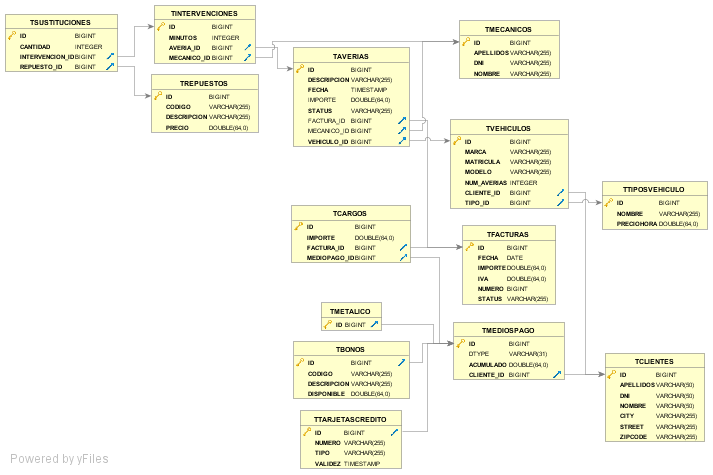 TSUSTITUCIONES
ID BIGINT
CANTIDAD INTEGER
INTERVENCION_ID BIGINT
REPUESTO_ID BIGINT
TINTERVENCIONES
ID BIGINT
MINUTOS INTEGER
AVERIA_ID BIGINT
MECANICO_ID BIGINT
TREPUESTOS
ID BIGINT
CODIGO VARCHAR(255)
DESCRIPCION VARCHAR(255)
PRECIO DOUBLE(64,0)
TAVERIAS
ID BIGINT
DESCRIPCION VARCHAR(255)
FECHA TIMESTAMP
IMPORTE DOUBLE(64,0)
STATUS VARCHAR(255)
FACTURA_ID BIGINT
MECANICO_ID BIGINT
VEHICULO_ID BIGINT
TMECANICOS
ID BIGINT
APELLIDOS VARCHAR(255)
DNI VARCHAR(255)
NOMBRE VARCHAR(255)
TVEHICULOS
ID BIGINT
MARCA VARCHAR(255)
MATRICULA VARCHAR(255)
MODELO VARCHAR(255)
NUM_AVERIAS INTEGER
CLIENTE_ID BIGINT
TIPO_ID BIGINT
TTIPOSVEHICULO
ID BIGINT
NOMBRE VARCHAR(255)
PRECIOHORA DOUBLE(64,0)
TCARGOS
ID BIGINT
IMPORTE DOUBLE(64,0)
FACTURA_ID BIGINT
MEDIOPAGO_ID BIGINT
TFACTURAS
ID BIGINT
FECHA DATE
IMPORTE DOUBLE(64,0)
IVA DOUBLE(64,0)
NUMERO BIGINT
STATUS VARCHAR(255)
TMETALICO
ID BIGINT
TBONOS
ID BIGINT
CODIGO VARCHAR(255)
DESCRIPCION VARCHAR(255)
DISPONIBLE DOUBLE(64,0)
TMEDIOSPAGO
ID BIGINT
DTYPE VARCHAR(31)
ACUMULADO DOUBLE(64,0)
CLIENTE_ID BIGINT
TCLIENTES
ID BIGINT
APELLIDOS VARCHAR(50)
DNI VARCHAR(50)
NOMBRE VARCHAR(50)
CITY VARCHAR(255)
STREET VARCHAR(255)
ZIPCODE VARCHAR(255)
TTARJETASCREDITO
ID BIGINT
NUMERO VARCHAR(255)
TIPO VARCHAR(255)
VALIDEZ TIMESTAMP
Powered by yFiles